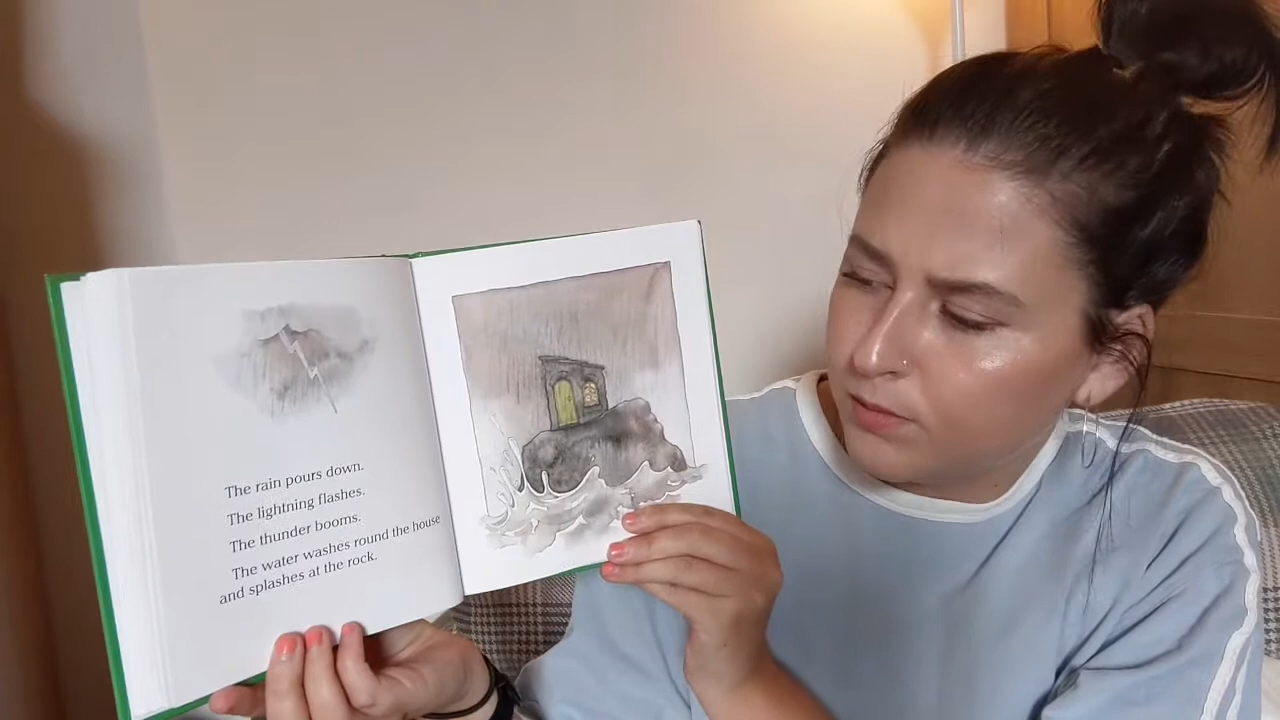 The rain pours down.
The lightning flashes.
The thunder booms.
The water washes round the house
and splashes at the rock.